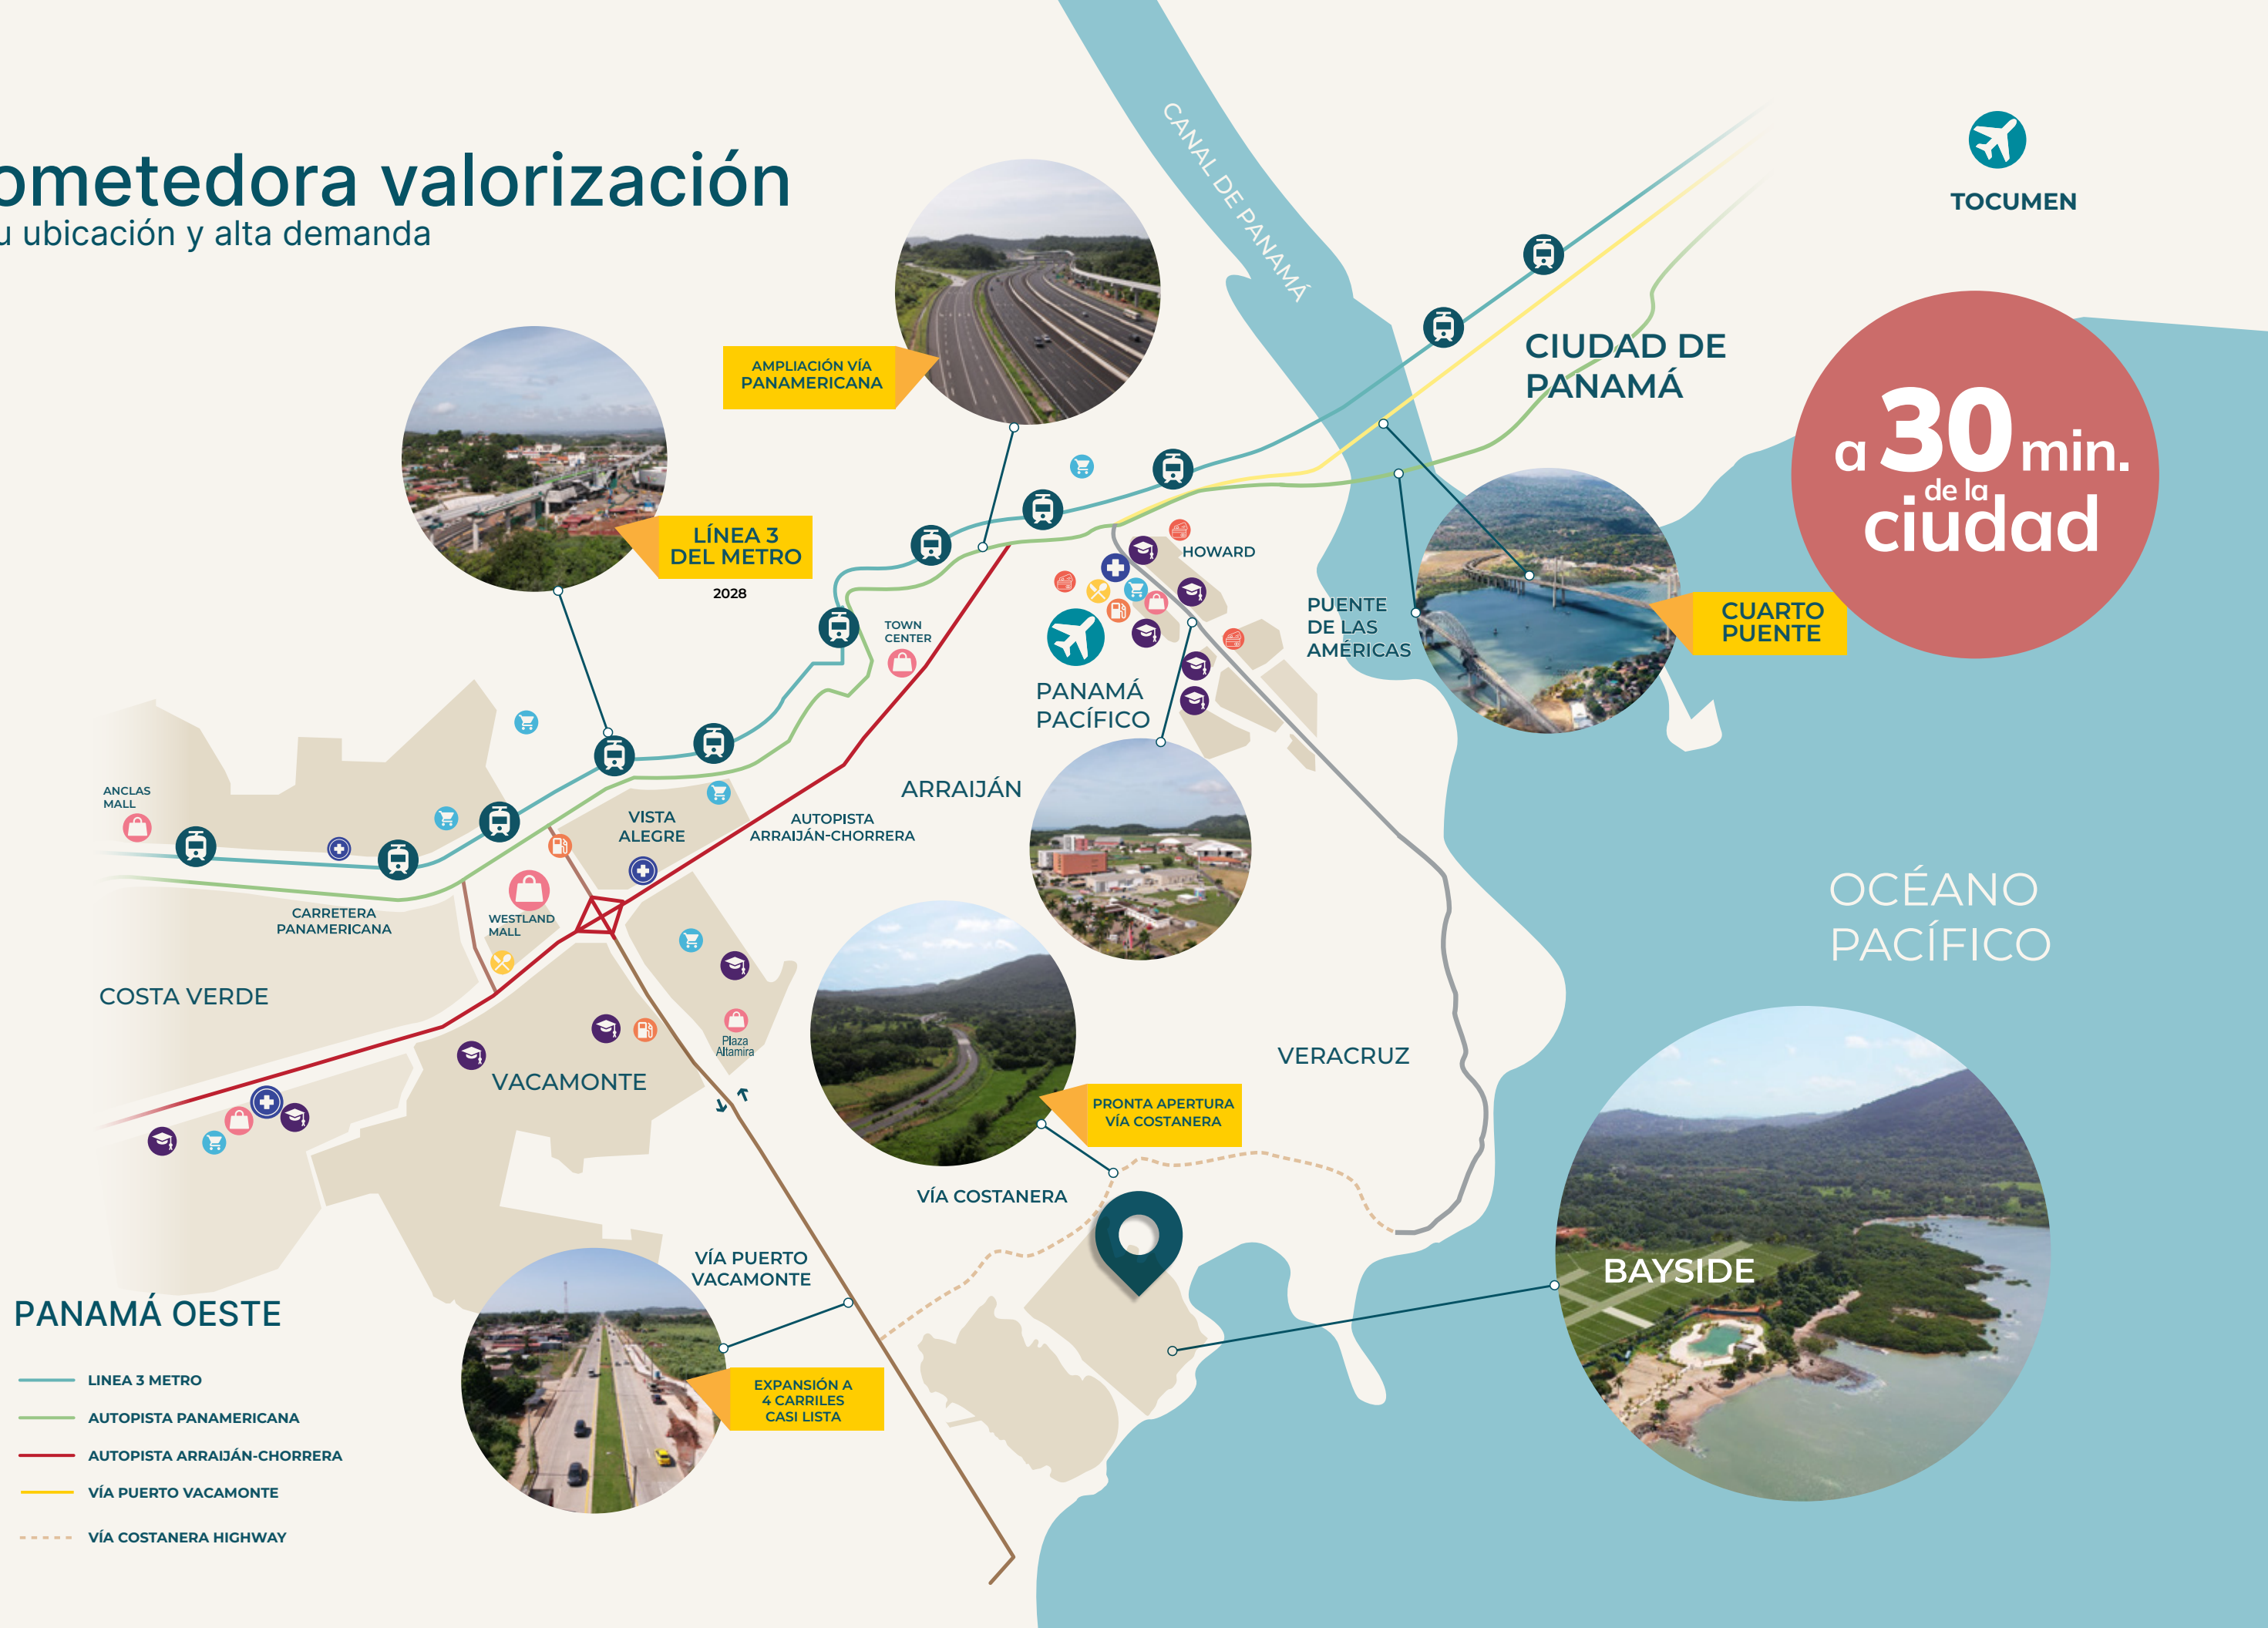 ometedora valorización
u ubicación y alta demanda
CANAL DE PANAMÁ
TOCUMEN
AMPLIACIÓN VÍA
PANAMERICANA
CIUDAD DE
PANAMÁ
a 30 min.
de la
ciudad
LÍNEA 3
DEL METRO
2028
HOWARD
PUENTE
DE LAS
AMÉRICAS
CUARTO
PUENTE
TOWN
CENTER
PANAMÁ
PACÍFICO
ANCLAS
MALL
VISTA
ALEGRE
AUTOPISTA
ARRAIJÁN-CHORRERA
ARRAIJÁN
CARRETERA
PANAMERICANA
WESTLAND
MALL
OCÉANO
PACÍFICO
COSTA VERDE
Plaza
Altamira
VACAMONTE
VERACRUZ
PRONTA APERTURA
VÍA COSTANERA
VÍA COSTANERA
VÍA PUERTO
VACAMONTE
BAYSIDE
EXPANSIÓN A
4 CARRILES
CASI LISTA
PANAMÁ OESTE
LINEA 3 METRO
AUTOPISTA PANAMERICANA
AUTOPISTA ARRAIJÁN-CHORRERA
VÍA PUERTO VACAMONTE
VÍA COSTANERA HIGHWAY